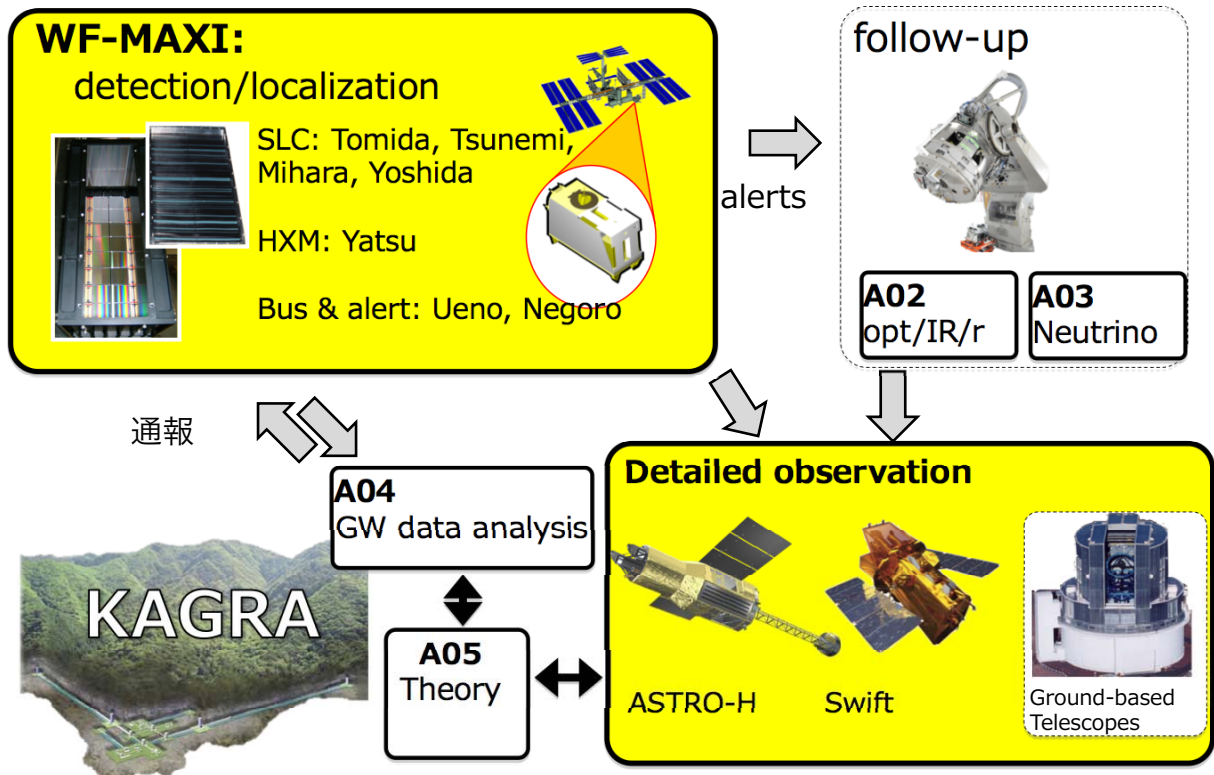 WF-MAXI:
detection/localization
SLC: Tomida, Tsunemi,
Mihara, Yoshida
HXM: Yatsu
Bus & alert: Ueno, Negoro
alerts
follow-up
A02
opt/IR/r
A03
Neutrino
通報
A04
GW data analysis
KAGRA
A05
Theory
Detailed observation
ASTRO-H
Swift
Ground-based
Telescopes